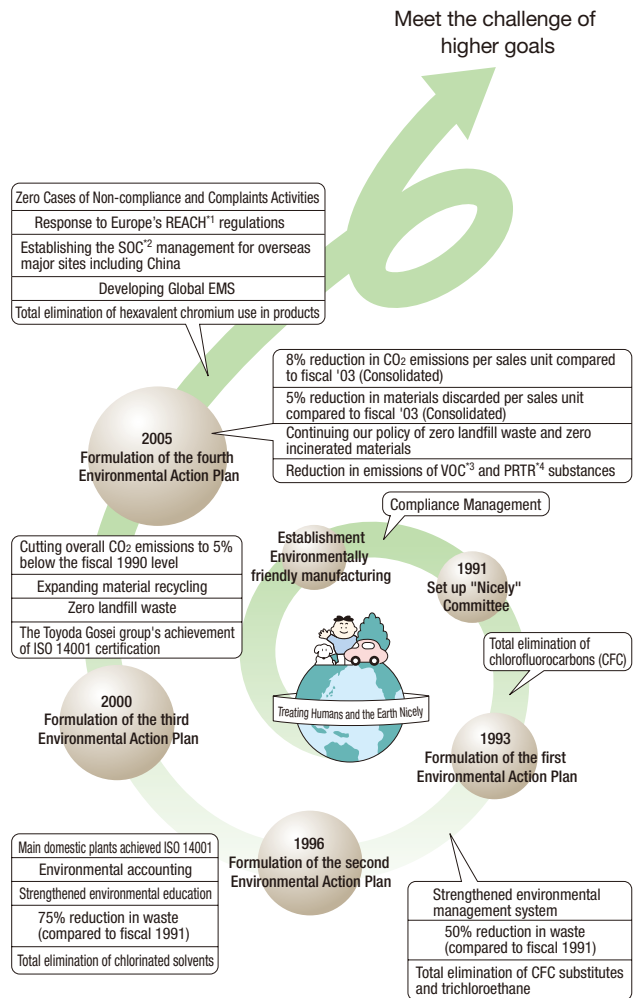 Meet the challenge of
higher goals
Zero Cases of Non-compliance and Complaints Activities
Response to Europe's REACH*1 regulations
Establishing the SOC*2 management for overseas
major sites including China
Developing Global EMS
Total elimination of hexavalent chromium use in products
8% reduction in CO2 emissions per sales unit compared
to fiscal '03 (Consolidated)
5% reduction in materials discarded per sales unit
compared to fiscal '03 (Consolidated)
Continuing our policy of zero landfill waste and zero
incinerated materials
Reduction in emissions of VOC*3 and PRTR*4 substances
2005
Formulation of the fourth
Environmental Action Plan
Compliance Management
Establishment
Environmentally
friendly manufacturing
1991
Set up "Nicely"
Committee
Cutting overall CO2 emissions to 5%
below the fiscal 1990 level
Expanding material recycling
Zero landfill waste
The Toyoda Gosei group's achievement
of ISO 14001 certification
Total elimination of
chlorofluorocarbons (CFC)
Treating Humans and the Earth Nicely
2000
Formulation of the third
Environmental Action Plan
1993
Formulation of the first
Environmental Action Plan
1996
Formulation of the second
Environmental Action Plan
Main domestic plants achieved ISO 14001
Environmental accounting
Strengthened environmental education
75% reduction in waste
(compared to fiscal 1991)
Total elimination of chlorinated solvents
Strengthened environmental
management system
50% reduction in waste
(compared to fiscal 1991)
Total elimination of CFC substitutes
and trichloroethane